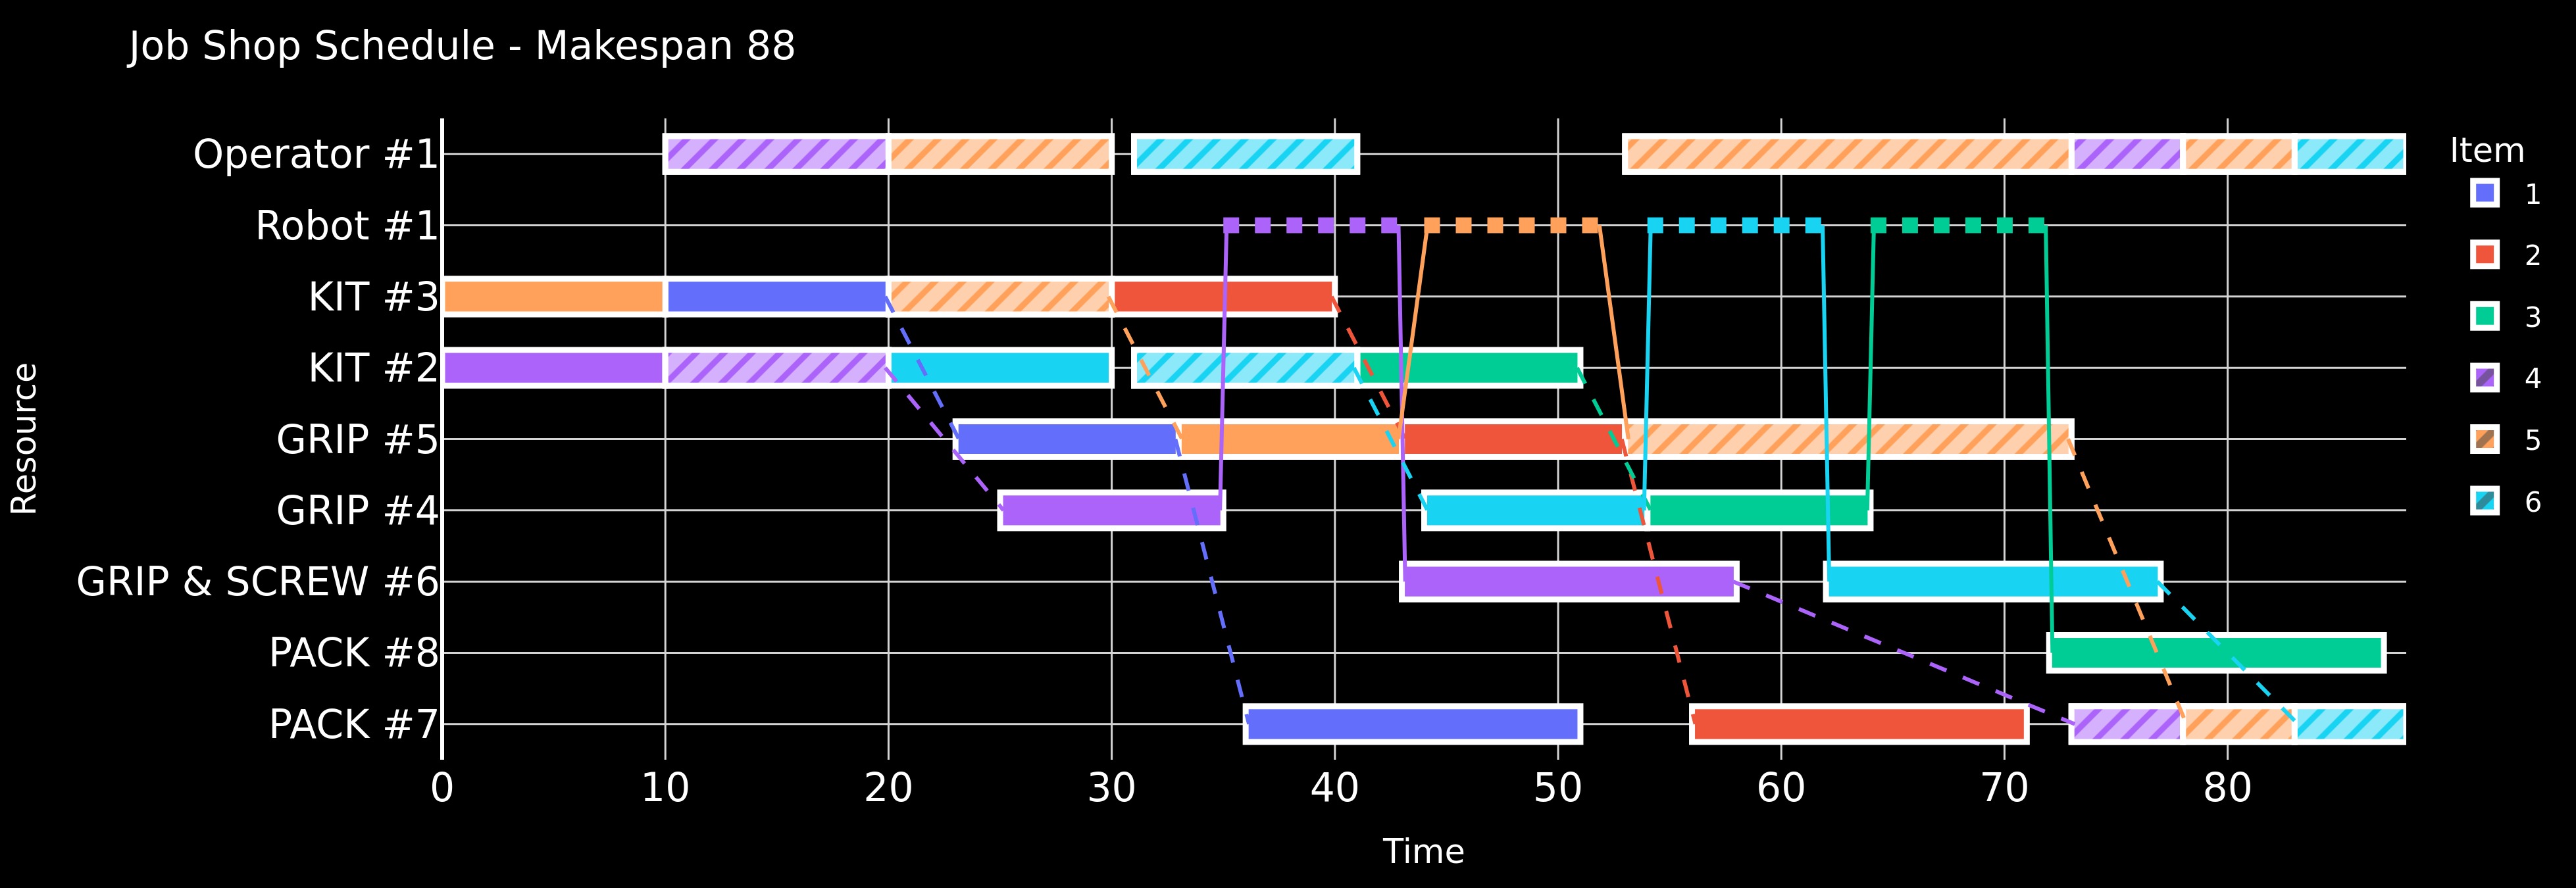 Job Shop Schedule - Makespan 88
Operator #1
Robot #1
KIT #3
KIT #2
GRIP #5
GRIP #4
GRIP & SCREW #6
PACK #8
PACK #7
Resource
0 10 20 30 40 50 60 70 80
Time
Item
1
2
3
4
5
6